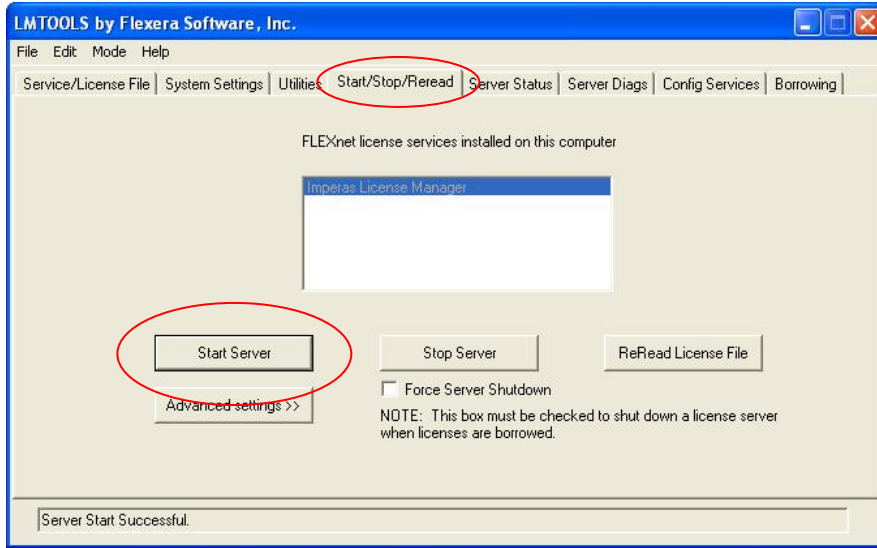 LMTOOLS by Flexera Software, Inc.
File Edit Mode Help
Service/License File System Settings Utilities Start/Stop/Reread Server Status Server Diags Config Services Borrowing
FLEXnet license services installed on this computer
Imperas License Manager
Start Server Stop Server ReRead License File
Advanced settings >> Force Server Shutdown
NOTE: This box must be checked to shut down a license server
when licenses are borrowed.
Server Start Successful.